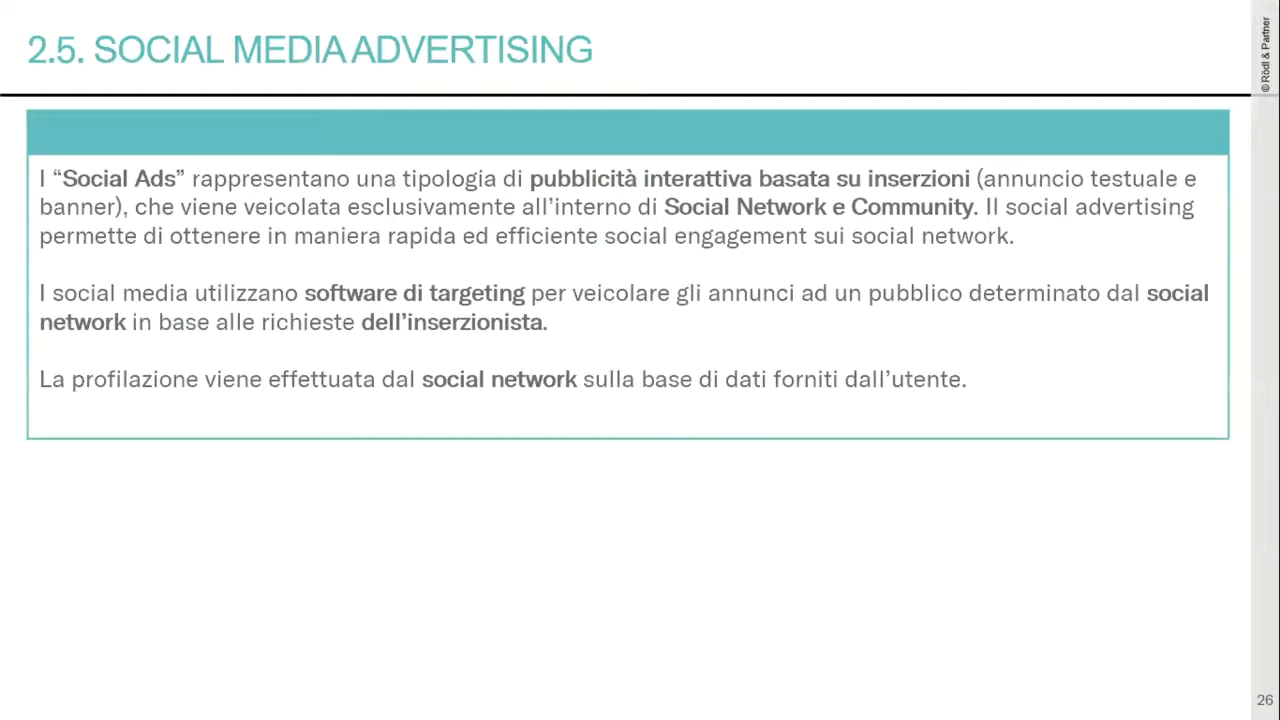 2.5. SOCIAL MEDIA ADVERTISING
© Rödl & Partner
I “Social Ads” rappresentano una tipologia di pubblicità interattiva basata su inserzioni (annuncio testuale e
banner), che viene veicolata esclusivamente all’interno di Social Network e Community. Il social advertising
permette di ottenere in maniera rapida ed efficiente social engagement sui social network.
I social media utilizzano software di targeting per veicolare gli annunci ad un pubblico determinato dal social
network in base alle richieste dell’inserzionista.
La profilazione viene effettuata dal social network sulla base di dati forniti dall’utente.
26